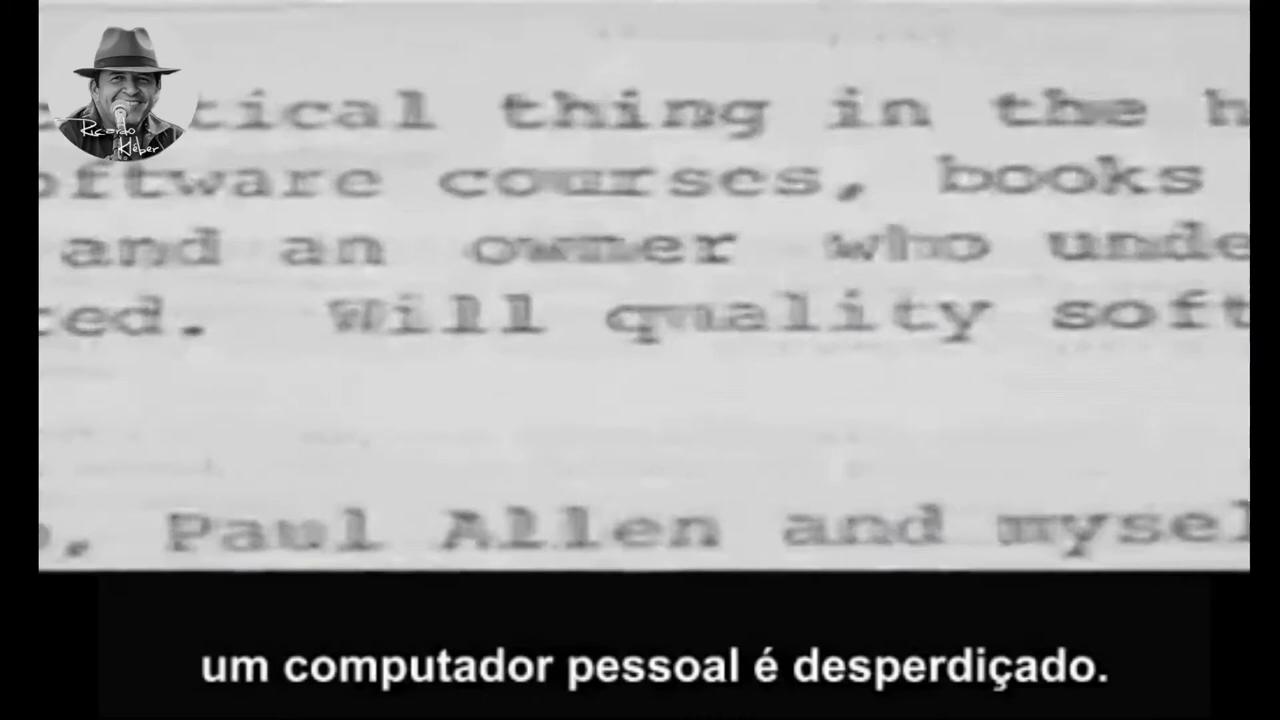 Ricardo
Kléber
tical thing in the h
oftware courses, books
and an owner who unde
ted. Will quality soft
o, Paul Allen and mysel
um computador pessoal é desperdiçado.